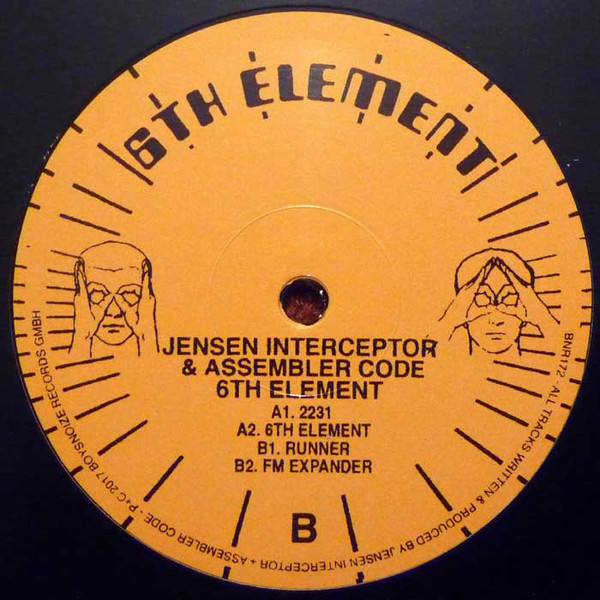 6TH ELEMENT
JENSEN INTERCEPTOR
& ASSEMBLER CODE
6TH ELEMENT
A1. 2231
A2. 6TH ELEMENT
B1. RUNNER
B2. FM EXPANDER
B
BNR172 - ALL TRACKS WRITTEN & PRODUCED BY JENSEN INTERCEPTOR + ASSEMBLER CODE - P+C 2017 BOYSNOIZE RECORDS GMBH